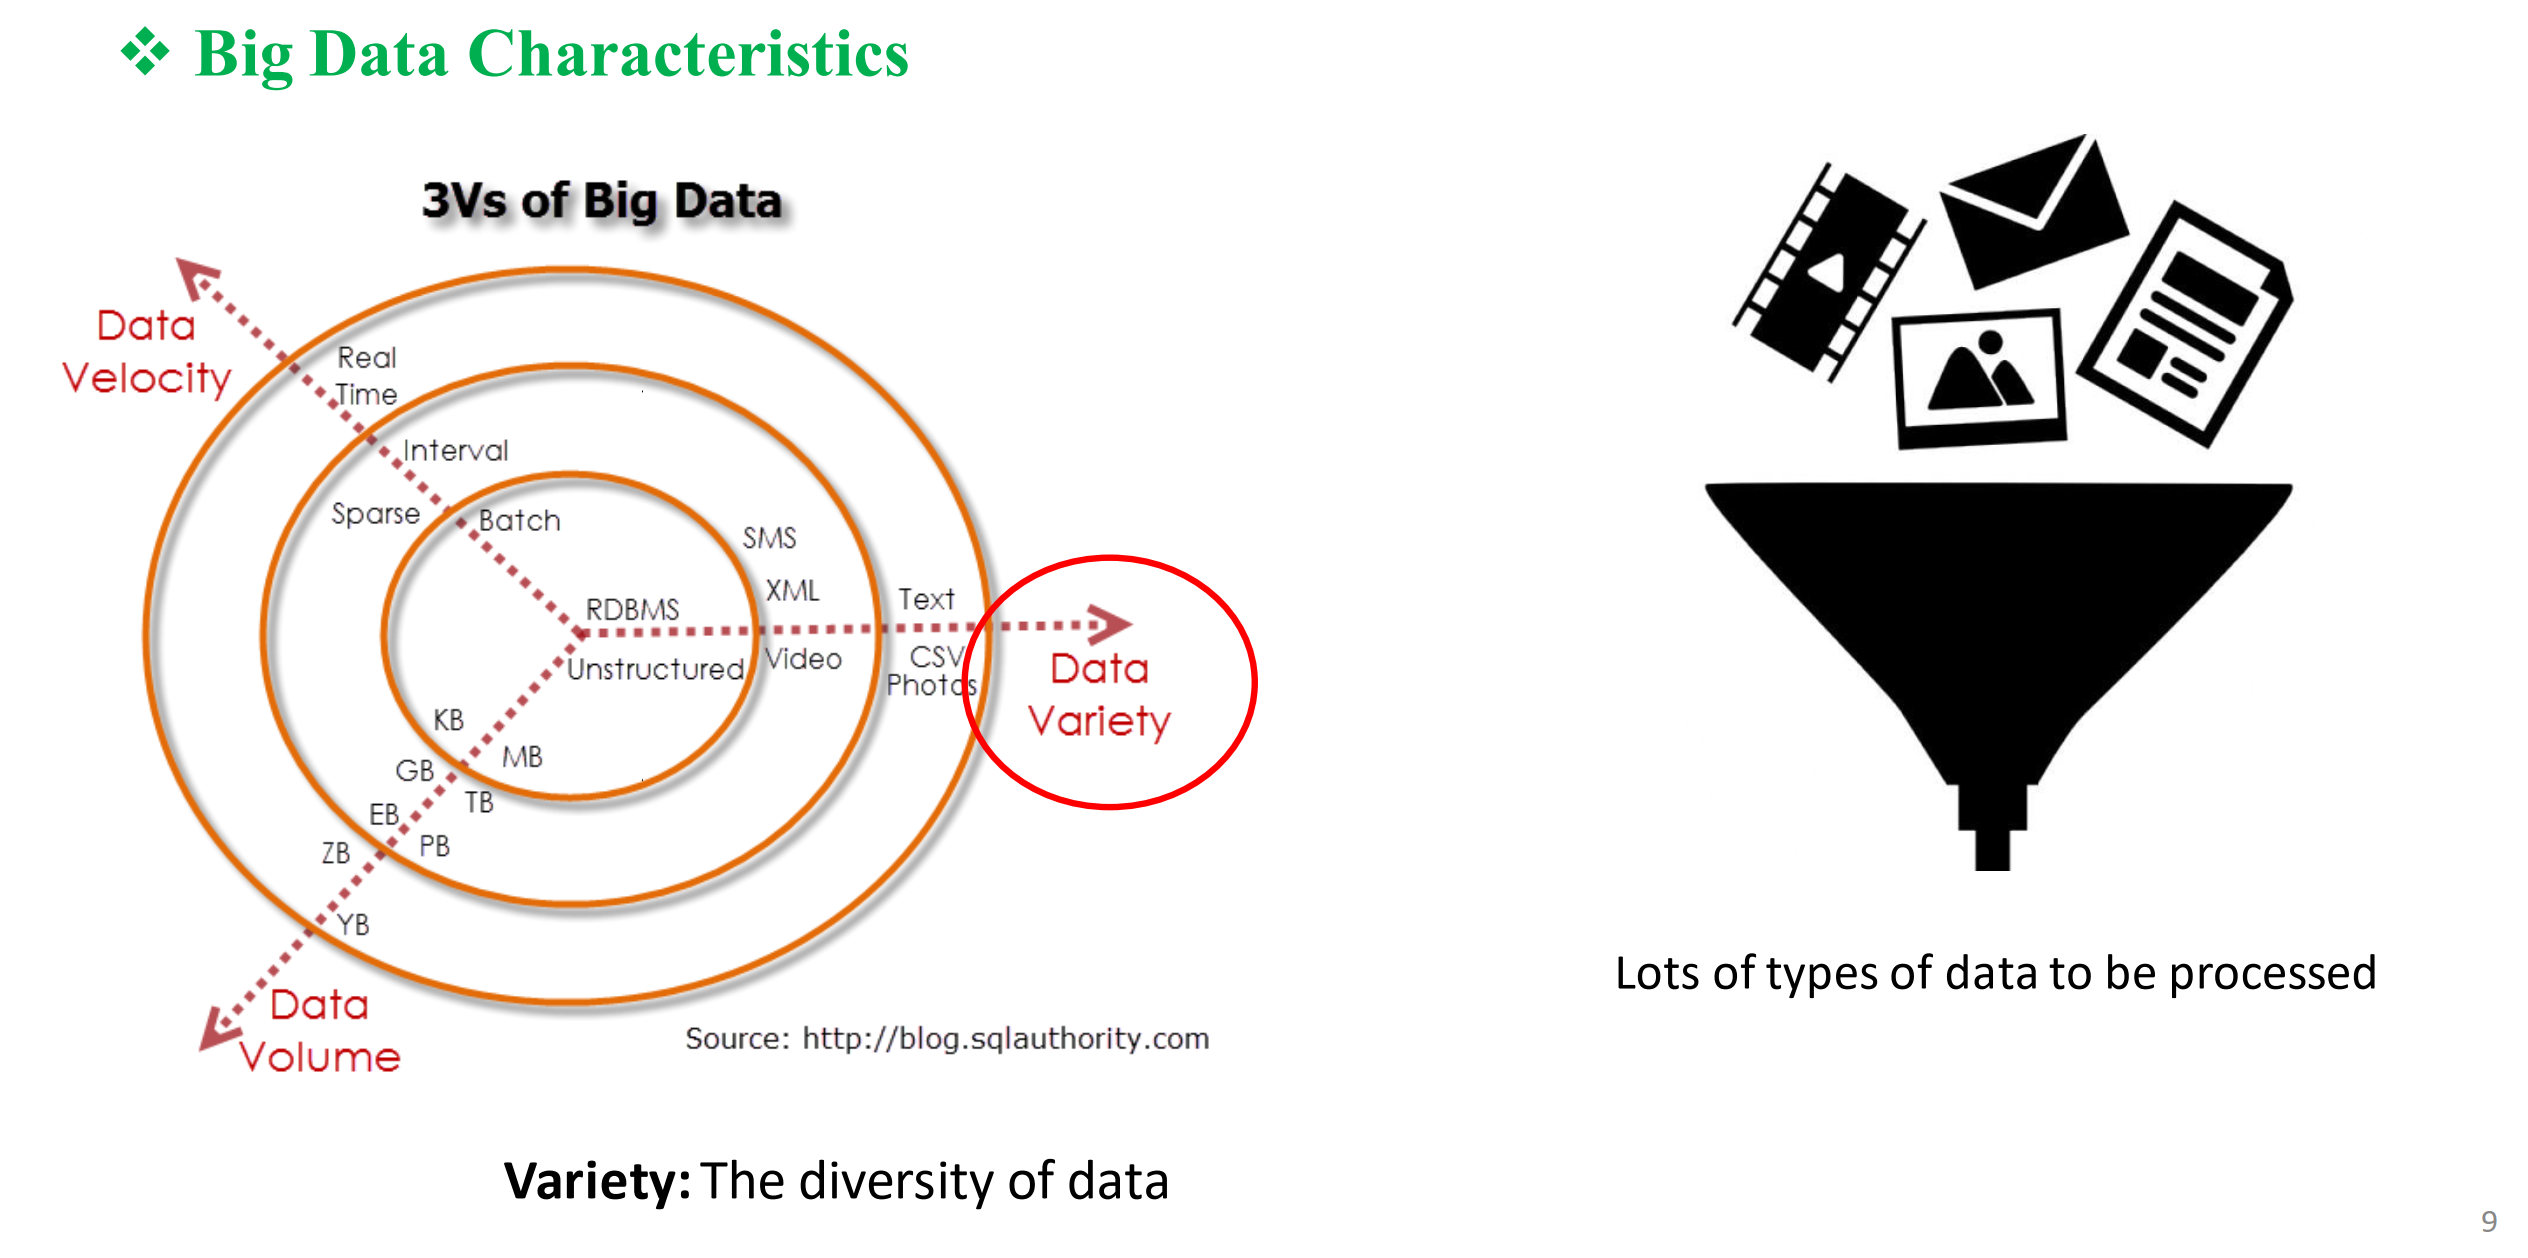 Big Data Characteristics
3Vs of Big Data
Data
Velocity
Real
Time
Interval
Sparse
Batch
SMS
XML
RDBMS
Text
Unstructured
Video
CSV
Photos
Data
Variety
KB
MB
GB
TB
EB
PB
ZB
YB
Data
Volume
Source: http://blog.sqlauthority.com
Lots of types of data to be processed
Variety: The diversity of data
9